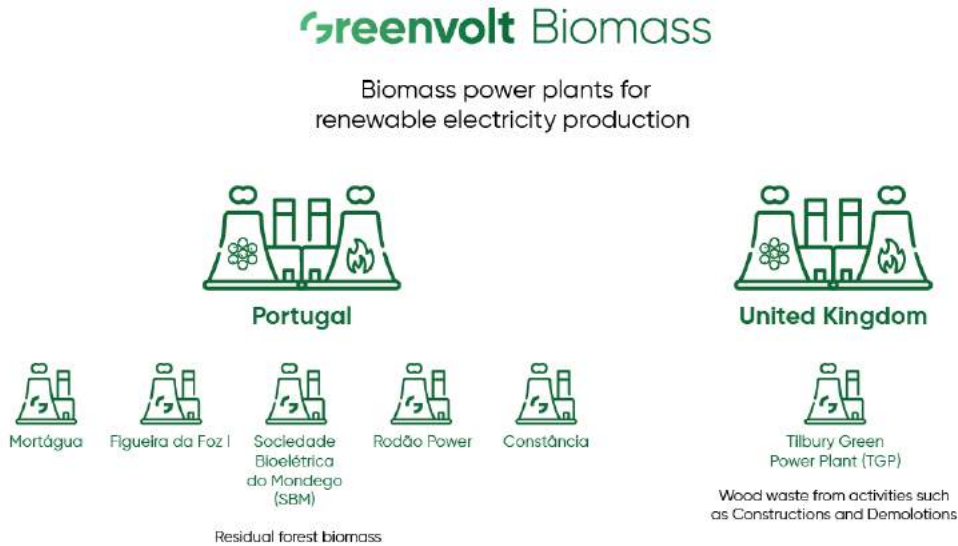 Greenvolt Biomass
Biomass power plants for
renewable electricity production
Portugal
United Kingdom
Mortágua
Figueira da Foz I
Sociedade
Bioelétrica
do Mondego
(SBM)
Rodão Power
Constância
Tilbury Green
Power Plant (TGP)
Residual forest biomass
Wood waste from activities such
as Constructions and Demolotions